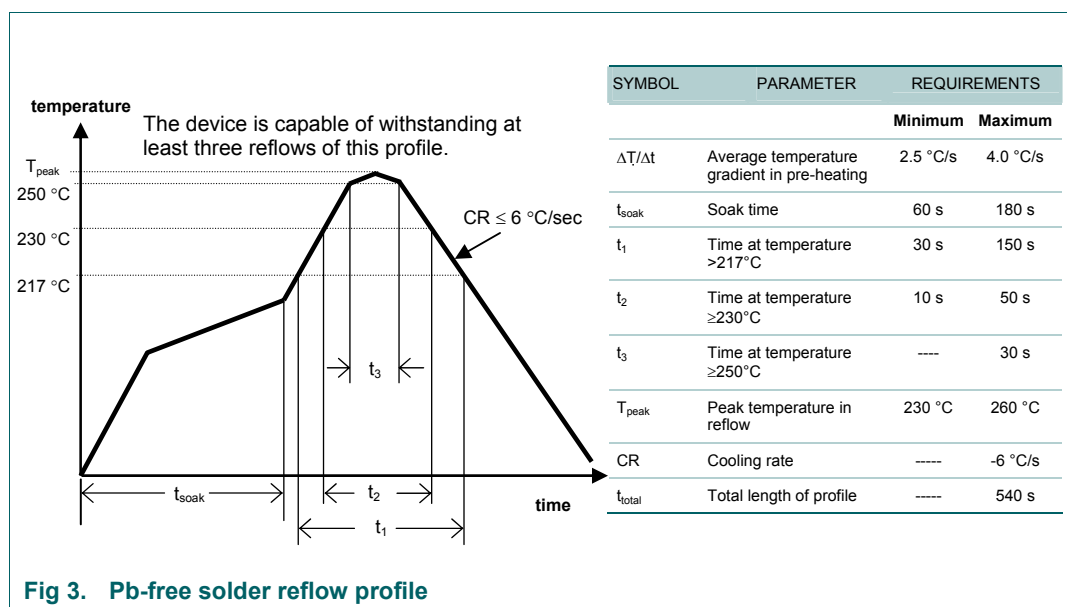 temperature
The device is capable of withstanding at
least three reflows of this profile.
Tpeak
250 °C
230 °C
217 °C
CR ≤ 6 °C/sec
t3
tsoak
t2
t1
time
SYMBOL PARAMETER REQUIREMENTS
Minimum Maximum
ΔT/Δt Average temperature gradient in pre-heating 2.5 °C/s 4.0 °C/s
tsoak Soak time 60 s 180 s
t1 Time at temperature >217°C 30 s 150 s
t2 Time at temperature ≥230°C 10 s 50 s
t3 Time at temperature ≥250°C ---- 30 s
Tpeak Peak temperature in reflow 230 °C 260 °C
CR Cooling rate ----- -6 °C/s
ttotal Total length of profile ----- 540 s
Fig 3. Pb-free solder reflow profile